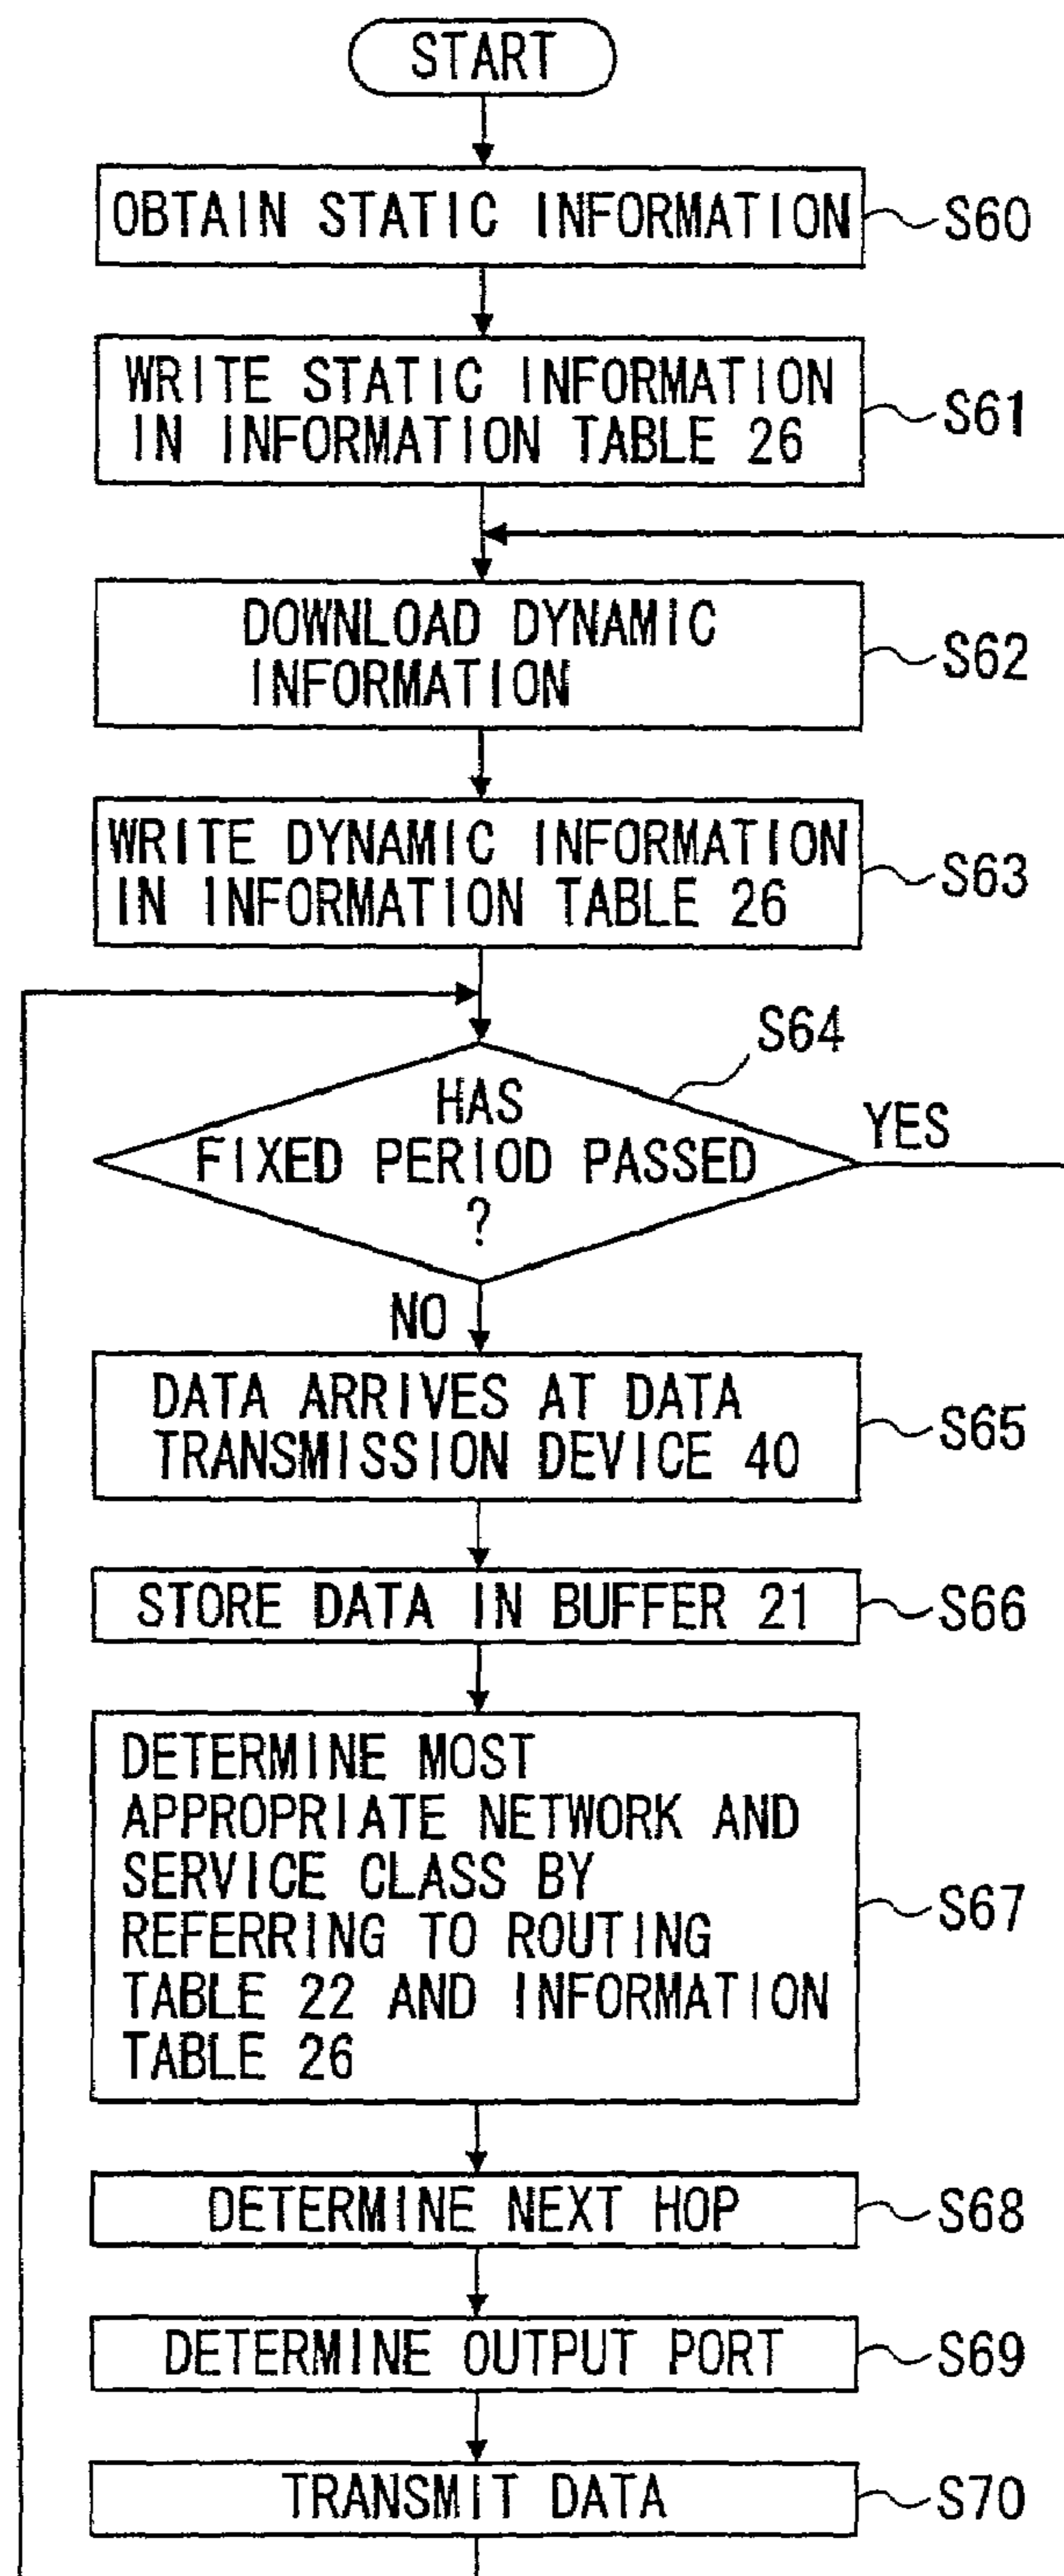 START
OBTAIN STATIC INFORMATION
S60
WRITE STATIC INFORMATION
IN INFORMATION TABLE 26
S61
DOWNLOAD DYNAMIC
INFORMATION
S62
WRITE DYNAMIC INFORMATION
IN INFORMATION TABLE 26
S63
S64
HAS
FIXED PERIOD PASSED
?
YES
NO
DATA ARRIVES AT DATA
TRANSMISSION DEVICE 40
S65
STORE DATA IN BUFFER 21
S66
DETERMINE MOST
APPROPRIATE NETWORK AND
SERVICE CLASS BY
REFERRING TO ROUTING
TABLE 22 AND INFORMATION
TABLE 26
S67
DETERMINE NEXT HOP
S68
DETERMINE OUTPUT PORT
S69
TRANSMIT DATA
S70